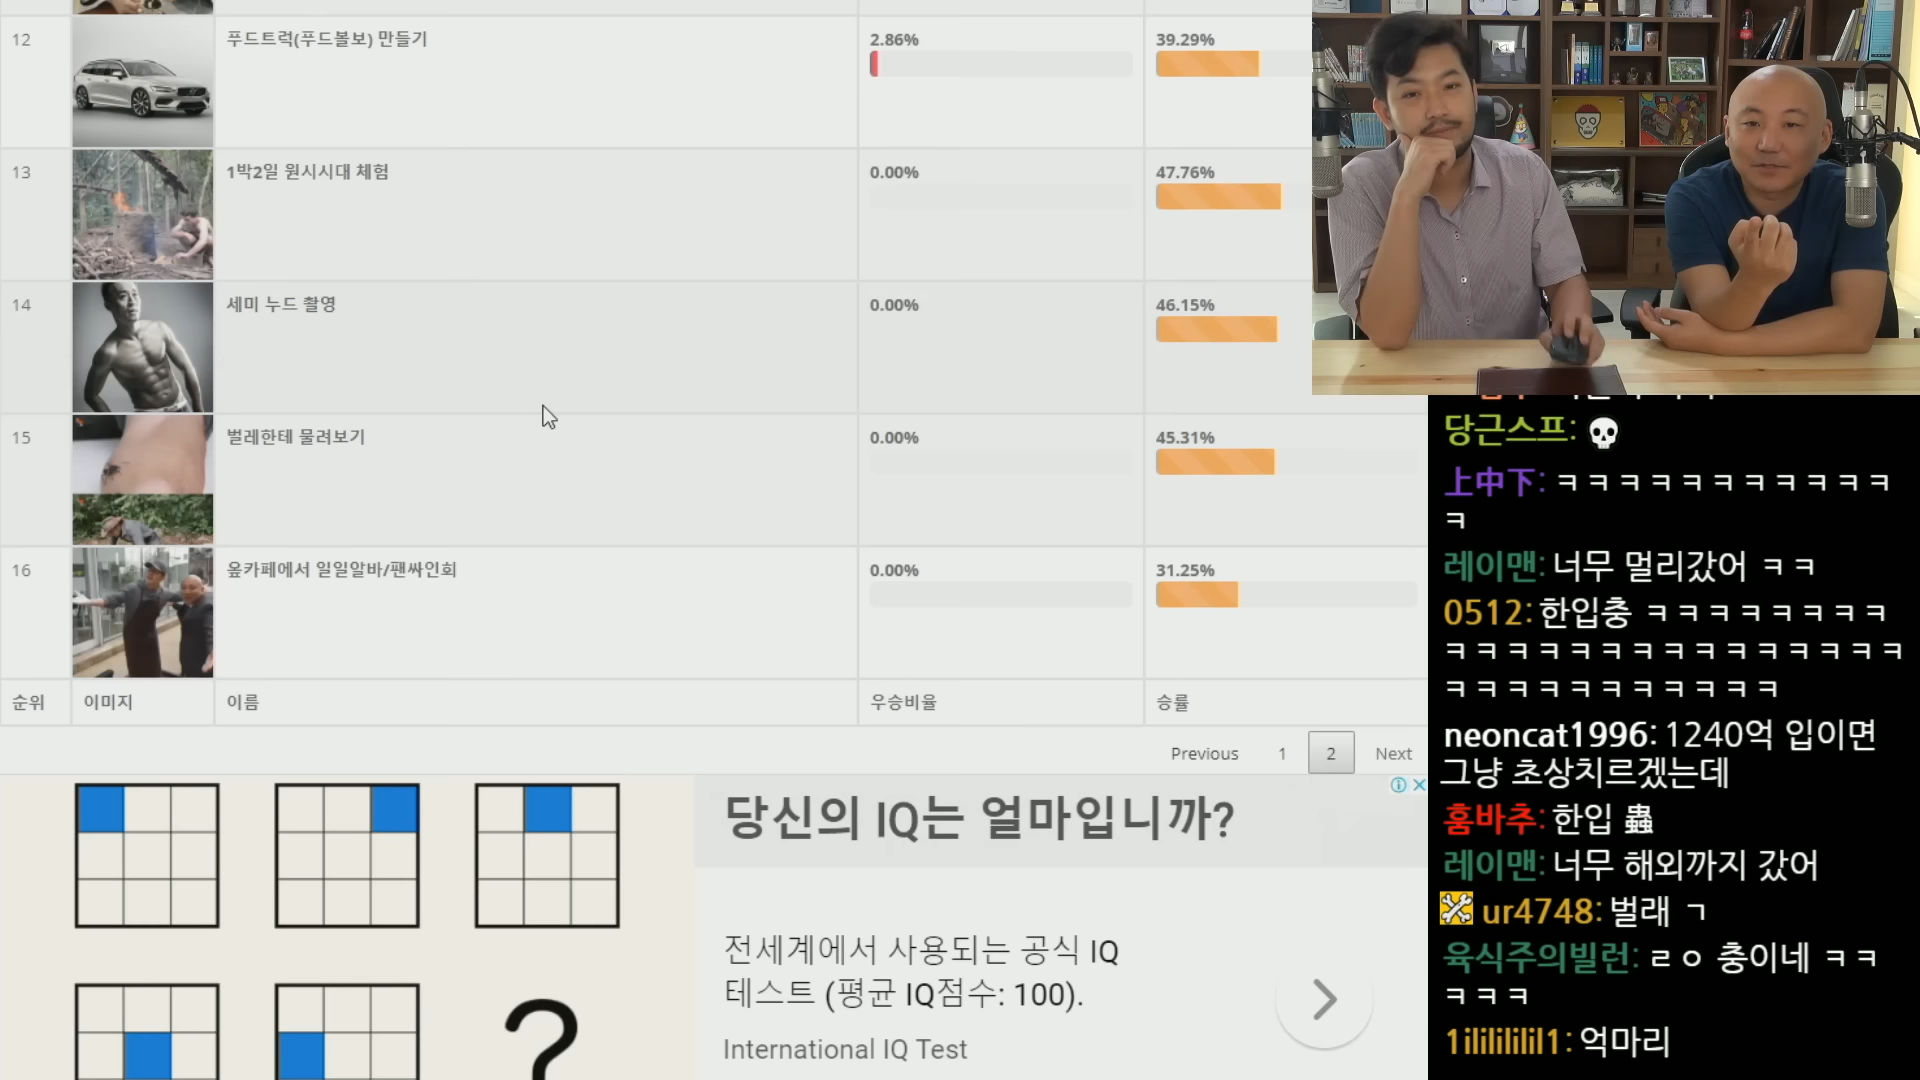 12 푸드트럭(푸드볼보) 만들기 2.86% 39.29%
13 1박2일 원시시대 체험 0.00% 47.76%
14 세미 누드 촬영 0.00% 46.15%
15 벌레한테 물려보기 0.00% 45.31%
16 옾카페에서 일일알바/팬싸인회 0.00% 31.25%
순위 이미지 이름 우승비율 승률
Previous 1 2 Next
당신의 IQ는 얼마입니까?
전세계에서 사용되는 공식 IQ
테스트 (평균 IQ점수: 100).
International IQ Test
?
당근스프:
上中下: ㅋㅋㅋㅋㅋㅋㅋㅋㅋㅋㅋ
ㅋ
레이맨: 너무 멀리갔어 ㅋㅋ
0512: 한입충 ㅋㅋㅋㅋㅋㅋㅋㅋ
ㅋㅋㅋㅋㅋㅋㅋㅋㅋㅋㅋㅋㅋㅋㅋ
ㅋㅋㅋㅋㅋㅋㅋㅋㅋㅋㅋ
neoncat1996: 1240억 입이면
그냥 초상치르겠는데
훔바추: 한입 蟲
레이맨: 너무 해외까지 갔어
ur4748: 벌래 ㄱ
육식주의빌런: ㄹㅇ 충이네 ㅋㅋ
ㅋㅋㅋ
1ilililili1: 억마리